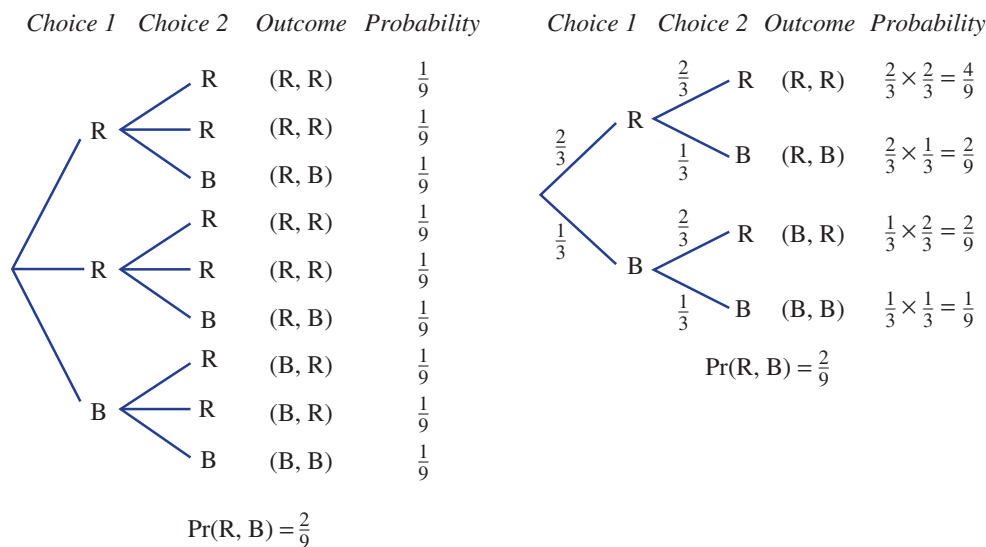 Choice 1 Choice 2 Outcome Probability
R R (R, R) 1/9
R (R, R) 1/9
B (R, B) 1/9
R R (R, R) 1/9
R (R, R) 1/9
B (R, B) 1/9
B R (B, R) 1/9
R (B, R) 1/9
B (B, B) 1/9
Pr(R, B) = 2/9
Choice 1 Choice 2 Outcome Probability
2/3 R 2/3 R (R, R) 2/3 × 2/3 = 4/9
1/3 B (R, B) 2/3 × 1/3 = 2/9
1/3 B 2/3 R (B, R) 1/3 × 2/3 = 2/9
1/3 B (B, B) 1/3 × 1/3 = 1/9
Pr(R, B) = 2/9